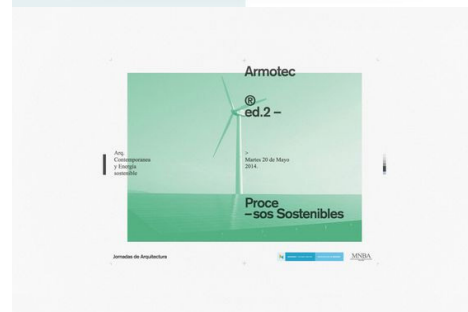 Armotec
®
ed.2 –
Arq.
Contemporanea
y Energía
sostenible
>
Martes 20 de Mayo
2014.
Proce
–sos Sostenibles
Jornadas de Arquitectura
MNBA